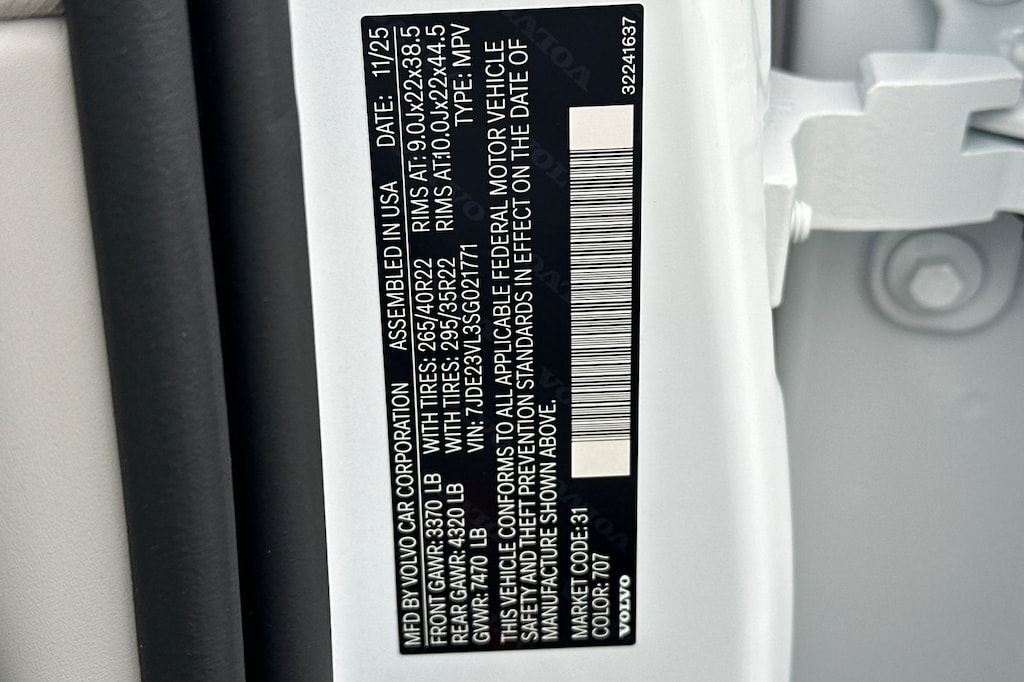 MFD BY VOLVO CAR CORPORATION ASSEMBLED IN USA DATE: 11/25
FRONT GAWR: 3370 LB WITH TIRES: 265/40R22 RIMS AT: 9.0Jx22x38.5
REAR GAWR: 4320 LB WITH TIRES: 295/35R22 RIMS AT:10.0Jx22x44.5
GVWR: 7470 LB VIN: 7JDE23VL3SG021771 TYPE: MPV
THIS VEHICLE CONFORMS TO ALL APPLICABLE FEDERAL MOTOR VEHICLE
SAFETY AND THEFT PREVENTION STANDARDS IN EFFECT ON THE DATE OF
MANUFACTURE SHOWN ABOVE.
MARKET CODE:31
COLOR: 707
VOLVO
32241637